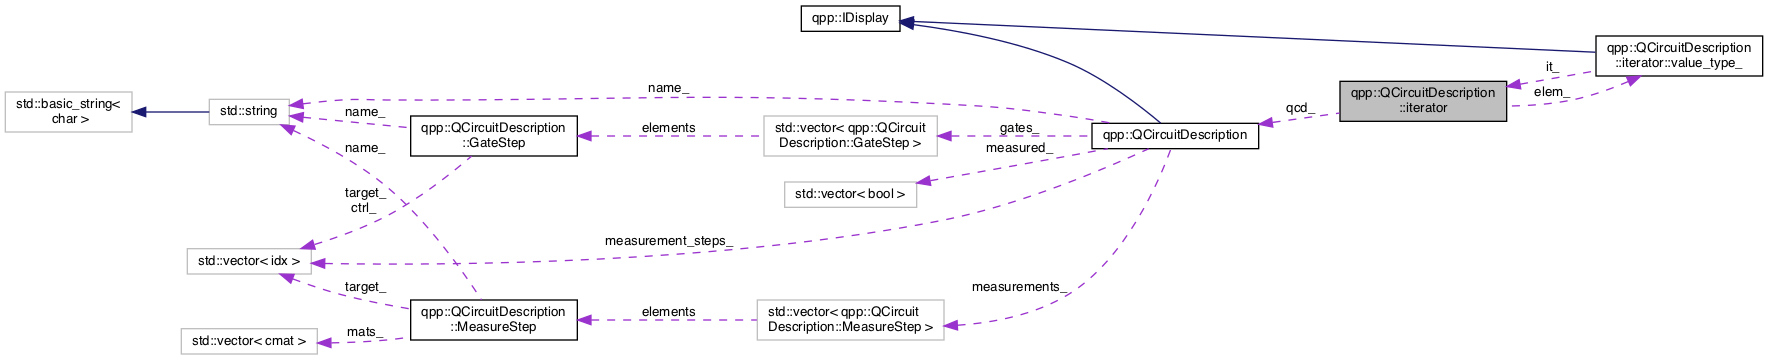 qpp::IDisplay
qpp::QCircuitDescription
::iterator::value_type_
it_
elem_
qpp::QCircuitDescription
::iterator
qcd_
name_
std::basic_string<
char >
std::string
name_
qpp::QCircuitDescription
::GateStep
elements
std::vector< qpp::QCircuit
Description::GateStep >
gates_
qpp::QCircuitDescription
measured_
name_
std::vector< bool >
target_
ctrl_
measurement_steps_
std::vector< idx >
target_
measurements_
qpp::QCircuitDescription
::MeasureStep
elements
std::vector< qpp::QCircuit
Description::MeasureStep >
mats_
std::vector< cmat >